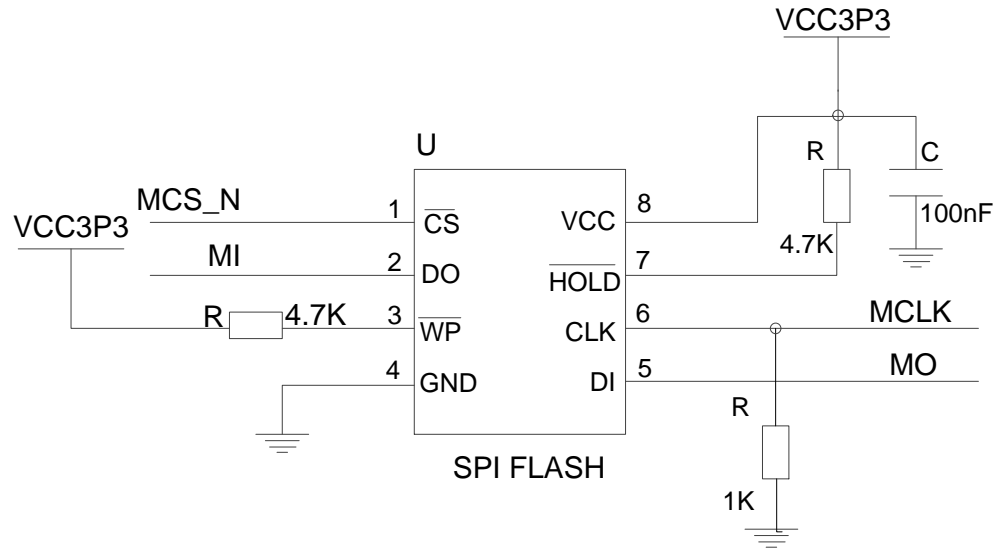 VCC3P3
U
R
C
MCS_N
1
CS
VCC
8
100nF
VCC3P3
MI
2
DO
HOLD
7
4.7K
R
4.7K
3
WP
CLK
6
MCLK
4
GND
DI
5
MO
R
SPI FLASH
1K